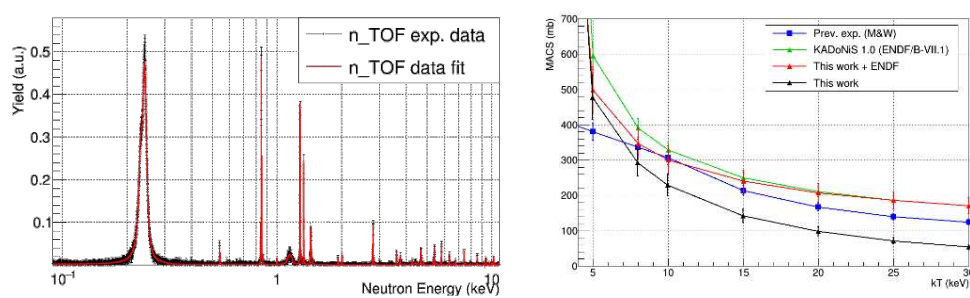 n_TOF exp. data
n_TOF data fit
Yield (a.u.)
0.5
0.4
0.3
0.2
0.1
10⁻¹
1
10
Neutron Energy (keV)
MACS (mb)
700
600
500
400
300
200
100
0
Prev. exp. (M&W)
KADoNiS 1.0 (ENDF/B-VII.1)
This work + ENDF
This work
5
10
15
20
25
30
kT (keV)